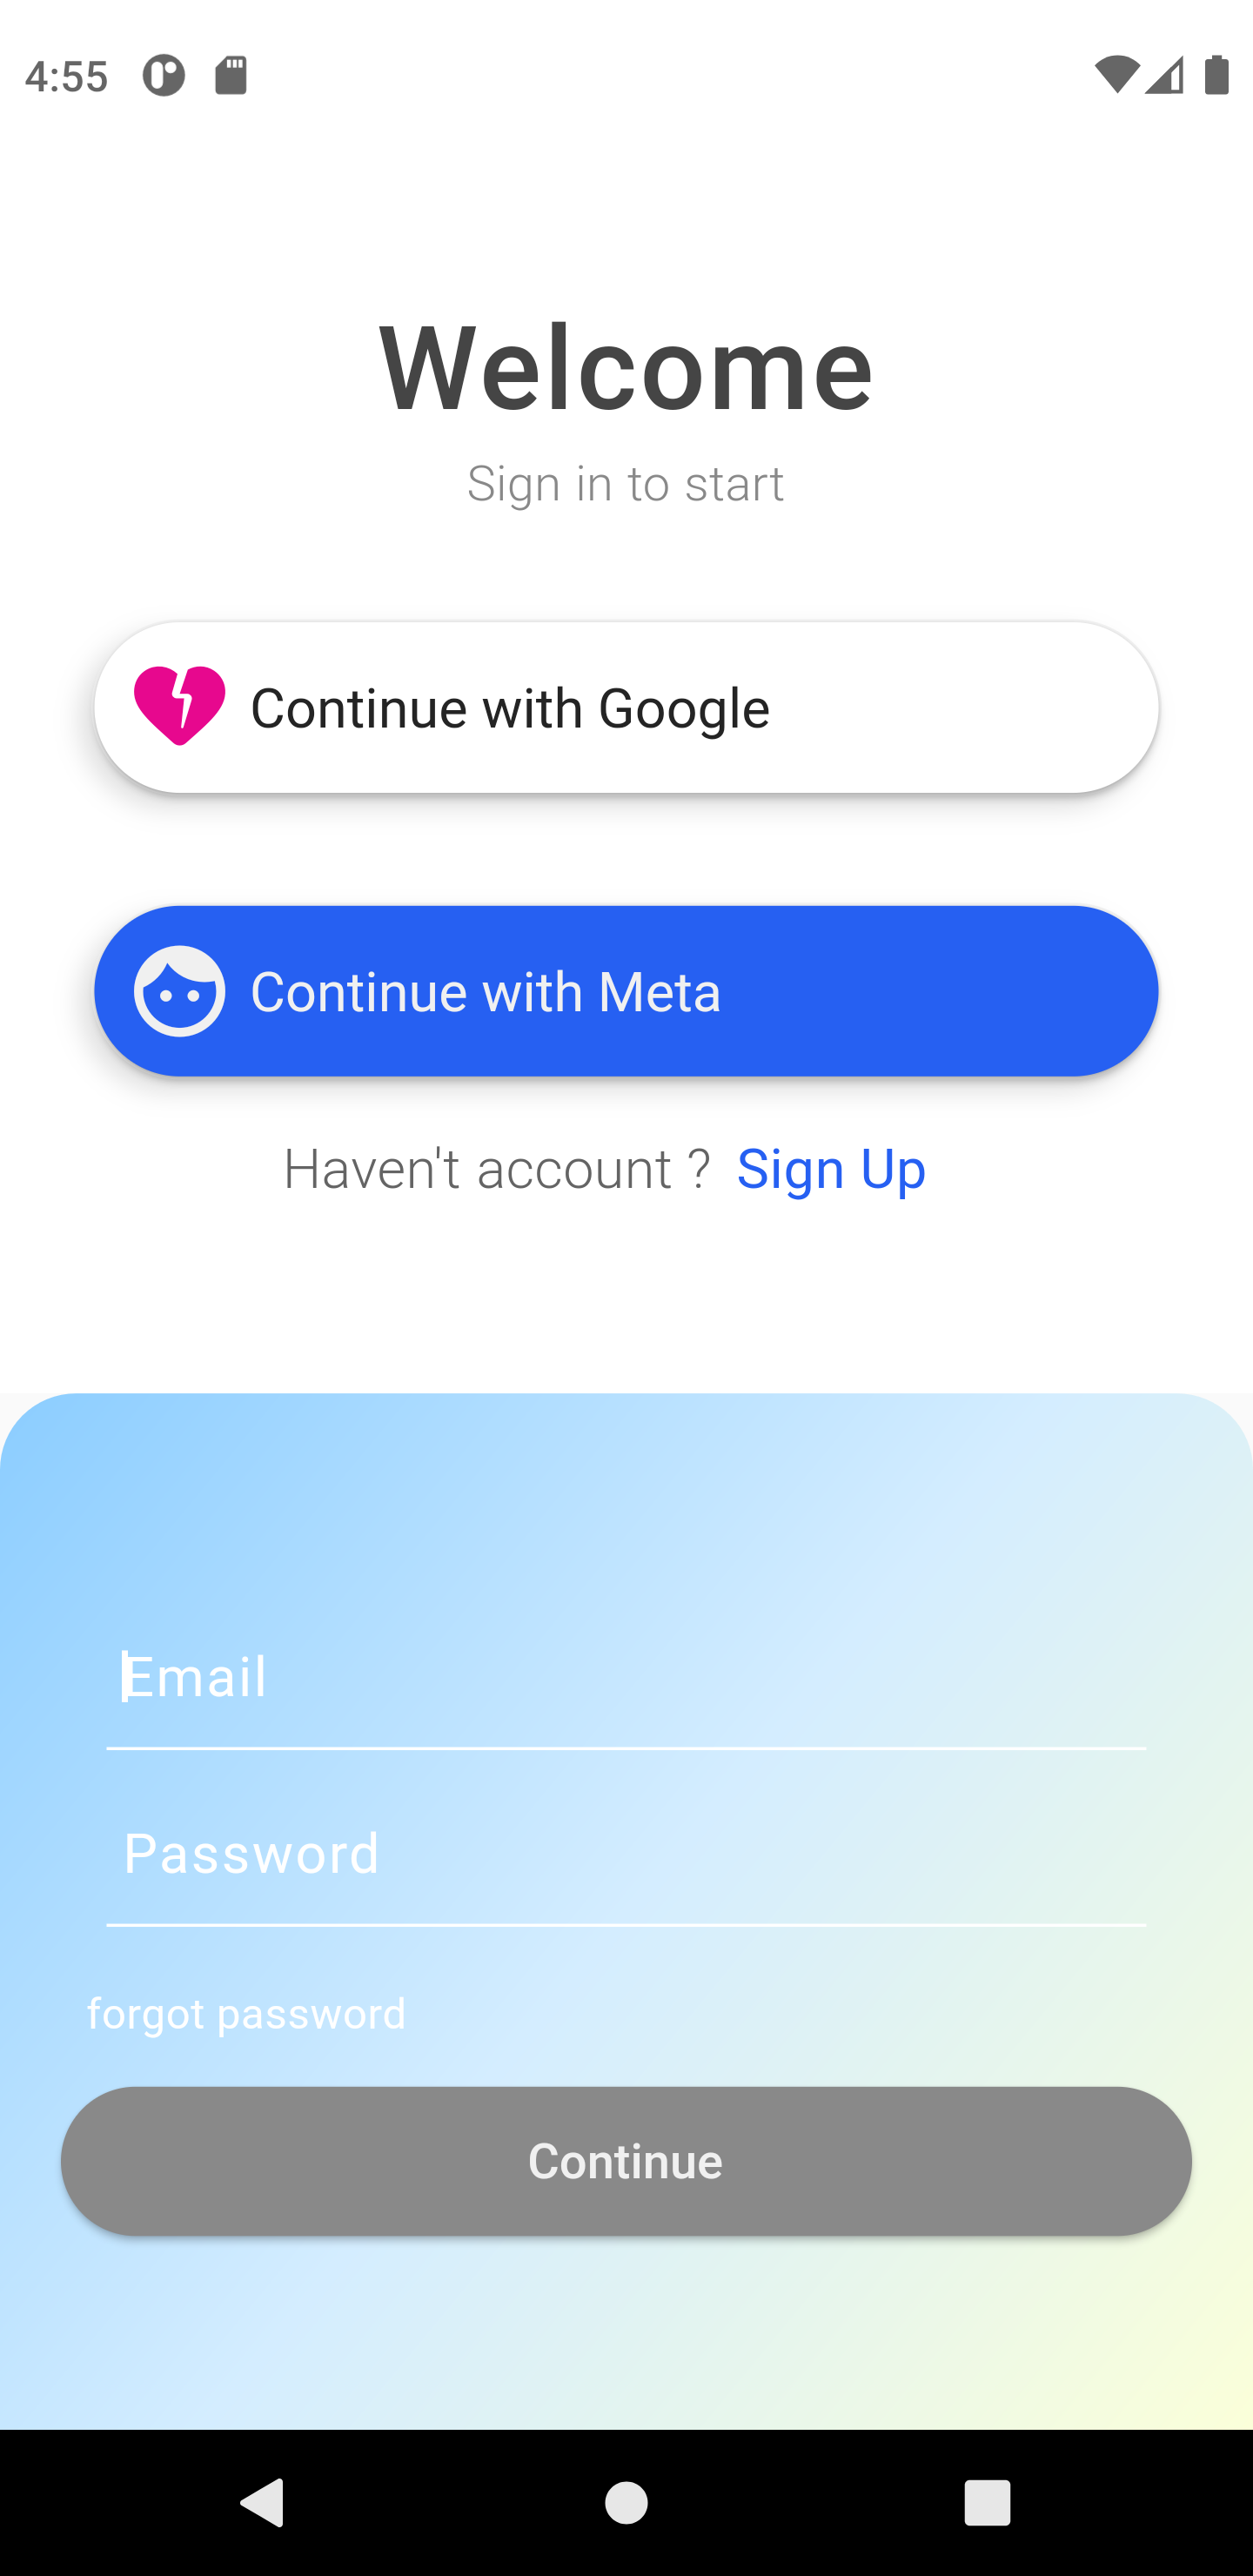 4:55
Welcome
Sign in to start
Continue with Google
Continue with Meta
Haven't account ? Sign Up
Email
Password
forgot password
Continue